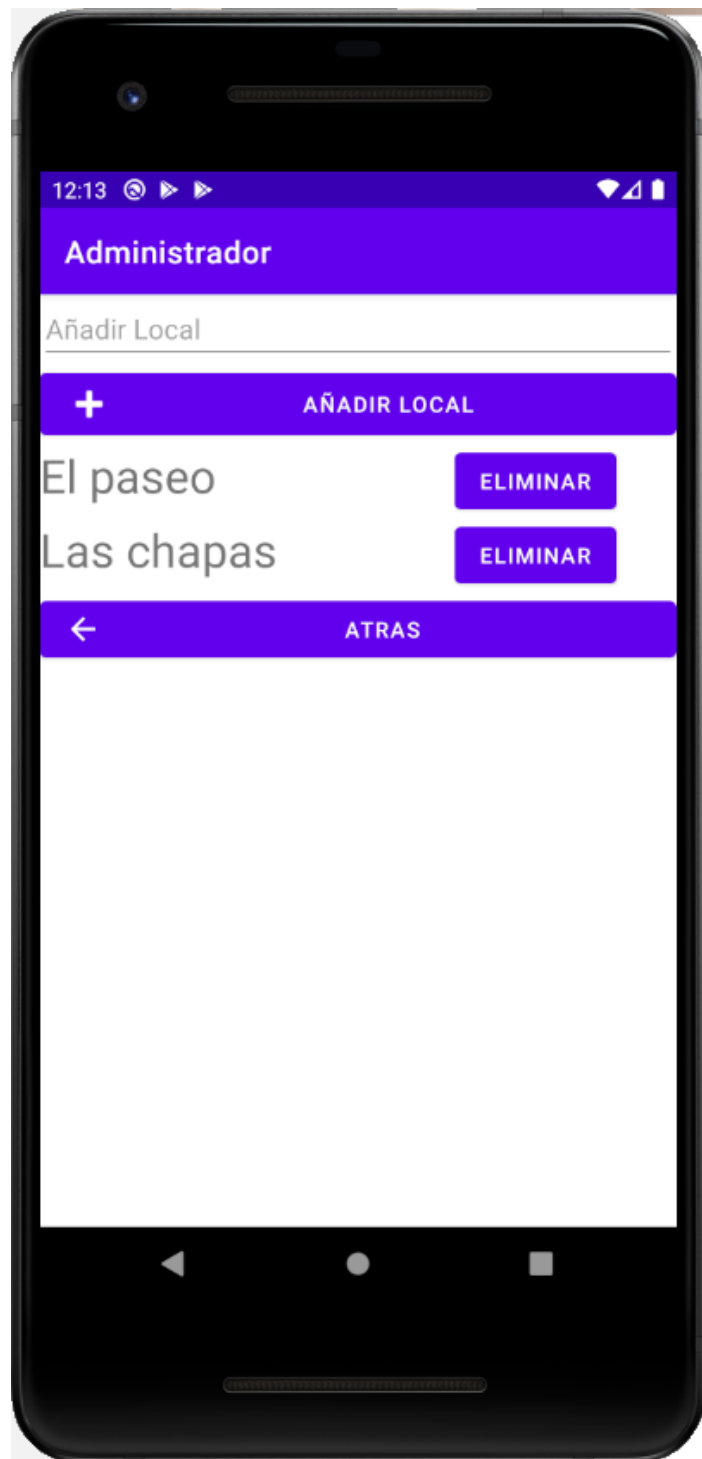 12:13
Administrador
Añadir Local
AÑADIR LOCAL
El paseo ELIMINAR
Las chapas ELIMINAR
ATRAS